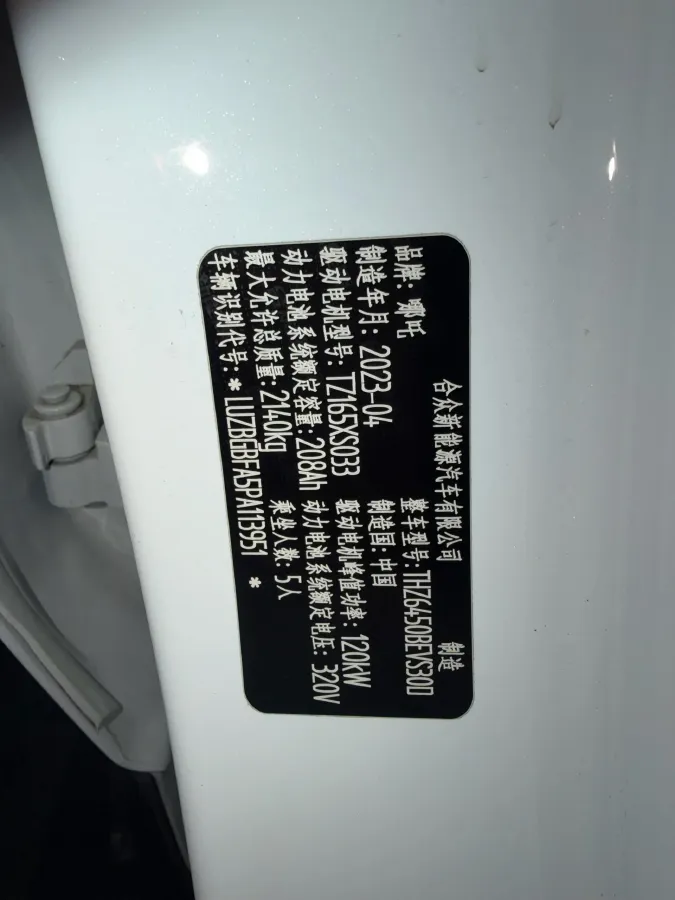 合众新能源汽车有限公司 制造
品牌: 哪吒 整车型号: THZ6450BEVS30D
制造年月: 2023-04 制造国: 中国
驱动电机型号: TZ165XS033 驱动电机峰值功率: 120kW
动力电池系统额定容量: 208Ah 动力电池系统额定电压: 320V
最大允许总质量: 2140kg 乘坐人数: 5人
车辆识别代号: * LUZBGBFA5PA113951 *